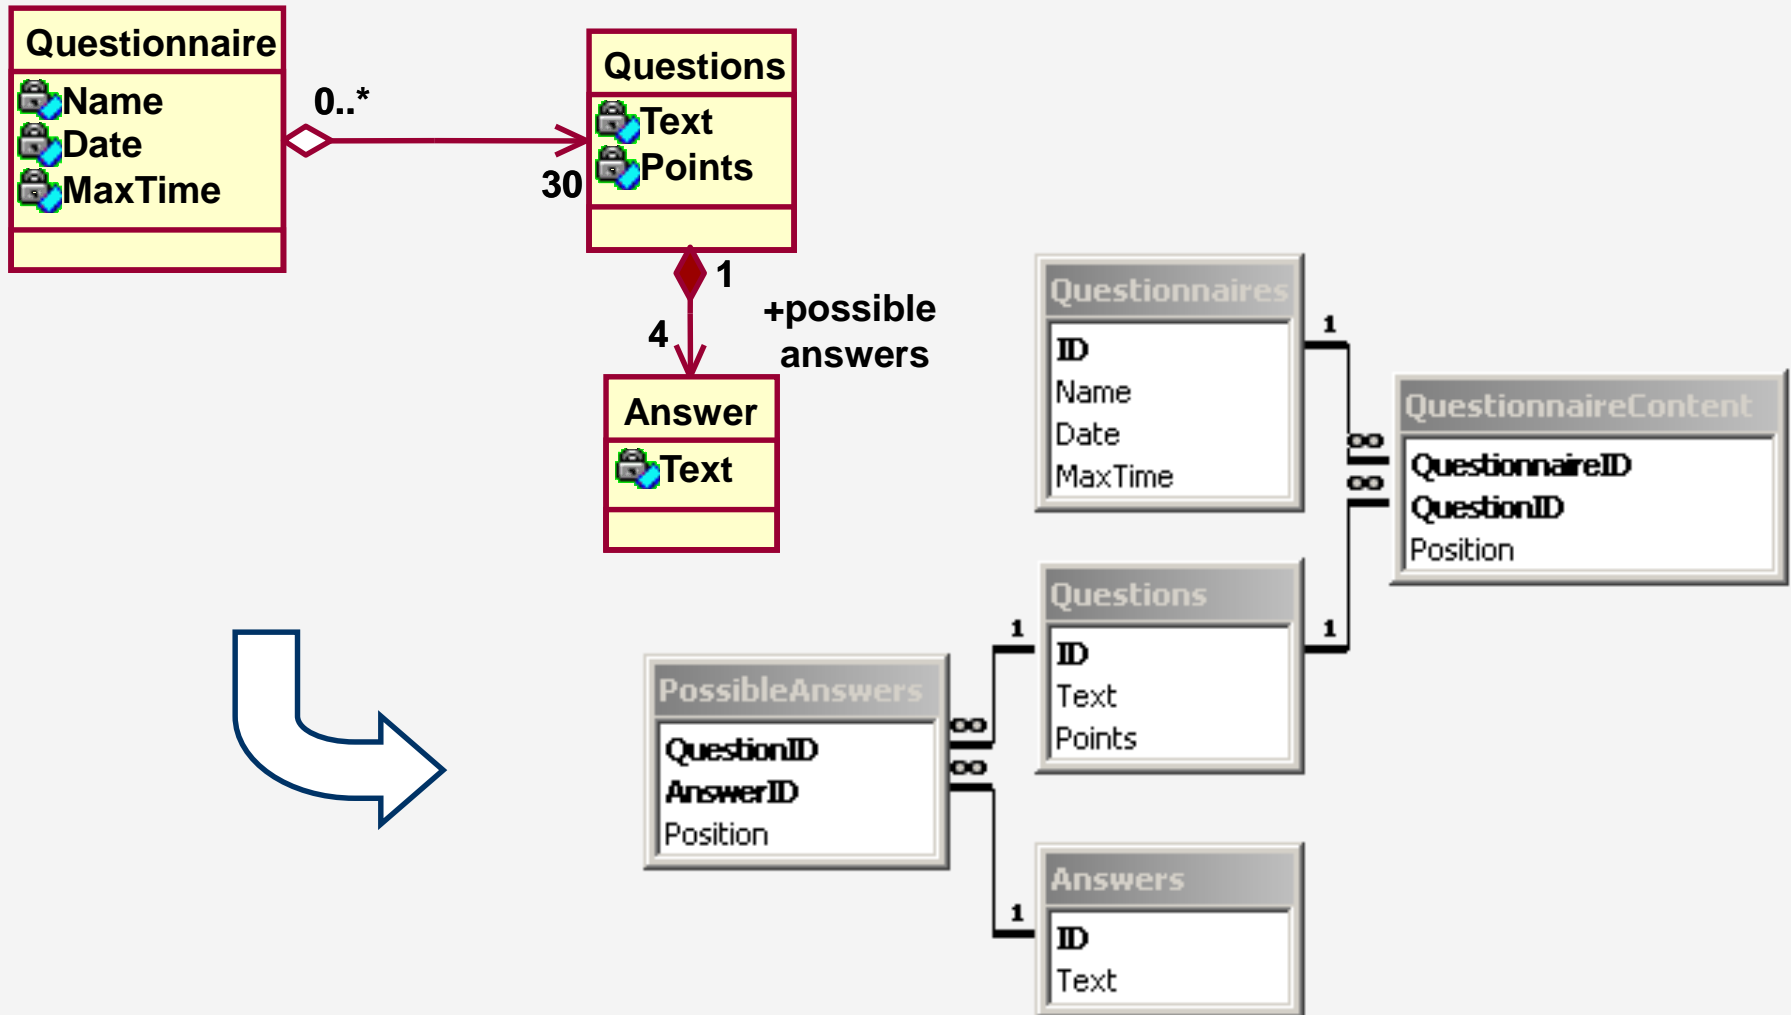 Questionnaire
Name
Date
MaxTime
0..*
30
Questions
Text
Points
1
4
+possible
answers
Answer
Text
Questionnaires
ID
Name
Date
MaxTime
1
∞
∞
QuestionnaireContent
QuestionnaireID
QuestionID
Position
Questions
ID
Text
Points
1
1
PossibleAnswers
QuestionID
AnswerID
Position
∞
∞
Answers
ID
Text
1